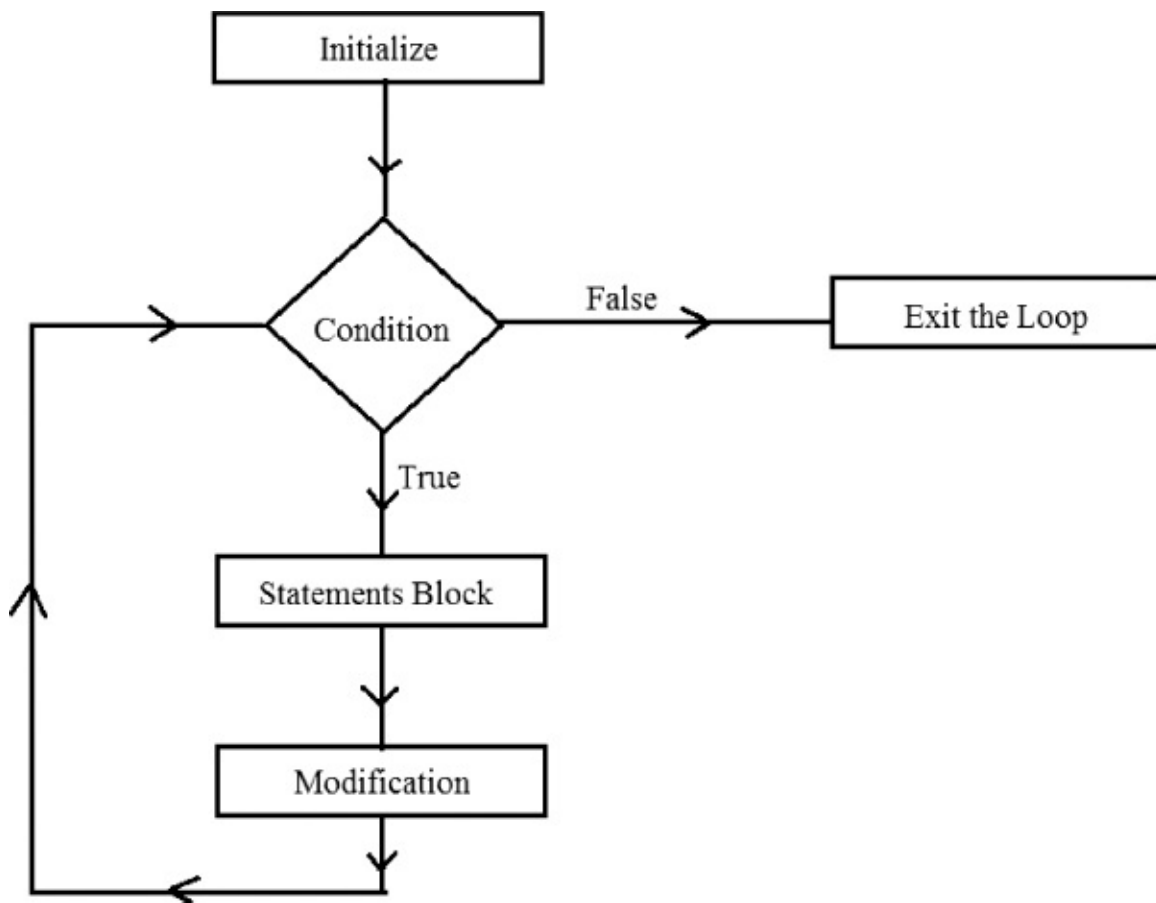 Initialize
Condition
False
Exit the Loop
True
Statements Block
Modification